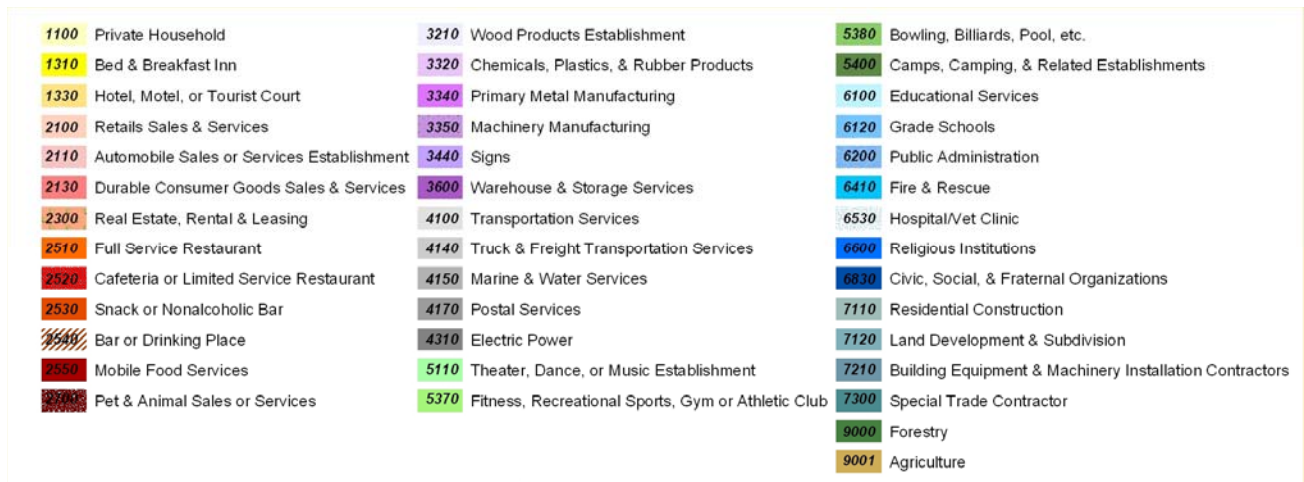 1100 Private Household
1310 Bed & Breakfast Inn
1330 Hotel, Motel, or Tourist Court
2100 Retails Sales & Services
2110 Automobile Sales or Services Establishment
2130 Durable Consumer Goods Sales & Services
2300 Real Estate, Rental & Leasing
2510 Full Service Restaurant
2520 Cafeteria or Limited Service Restaurant
2530 Snack or Nonalcoholic Bar
2540 Bar or Drinking Place
2550 Mobile Food Services
2700 Pet & Animal Sales or Services
3210 Wood Products Establishment
3320 Chemicals, Plastics, & Rubber Products
3340 Primary Metal Manufacturing
3350 Machinery Manufacturing
3440 Signs
3600 Warehouse & Storage Services
4100 Transportation Services
4140 Truck & Freight Transportation Services
4150 Marine & Water Services
4170 Postal Services
4310 Electric Power
5110 Theater, Dance, or Music Establishment
5370 Fitness, Recreational Sports, Gym or Athletic Club
5380 Bowling, Billiards, Pool, etc.
5400 Camps, Camping, & Related Establishments
6100 Educational Services
6120 Grade Schools
6200 Public Administration
6410 Fire & Rescue
6530 Hospital/Vet Clinic
6600 Religious Institutions
6830 Civic, Social, & Fraternal Organizations
7110 Residential Construction
7120 Land Development & Subdivision
7210 Building Equipment & Machinery Installation Contractors
7300 Special Trade Contractor
9000 Forestry
9001 Agriculture